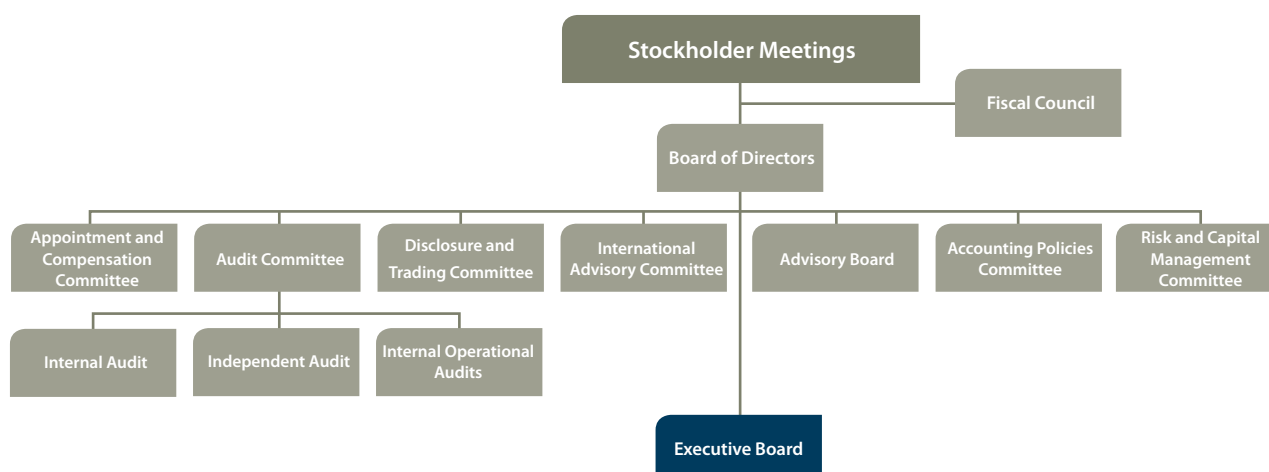 Stockholder Meetings
Fiscal Council
Board of Directors
Appointment and
Compensation
Committee
Audit Committee
Disclosure and
Trading Committee
International
Advisory Committee
Advisory Board
Accounting Policies
Committee
Risk and Capital
Management
Committee
Internal Audit
Independent Audit
Internal Operational
Audits
Executive Board